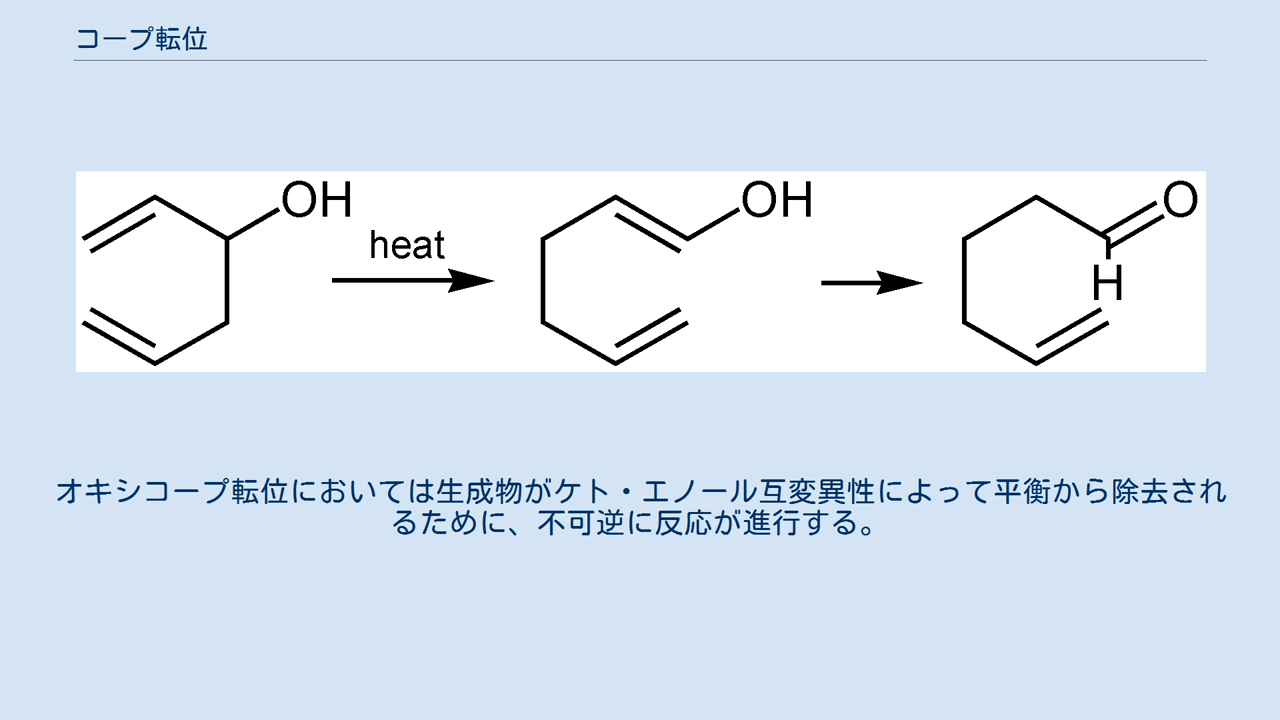 コープ転位
OH
heat
OH
O
H
オキシコープ転位においては生成物がケト・エノール互変異性によって平衡から除去され
るために、不可逆に反応が進行する。